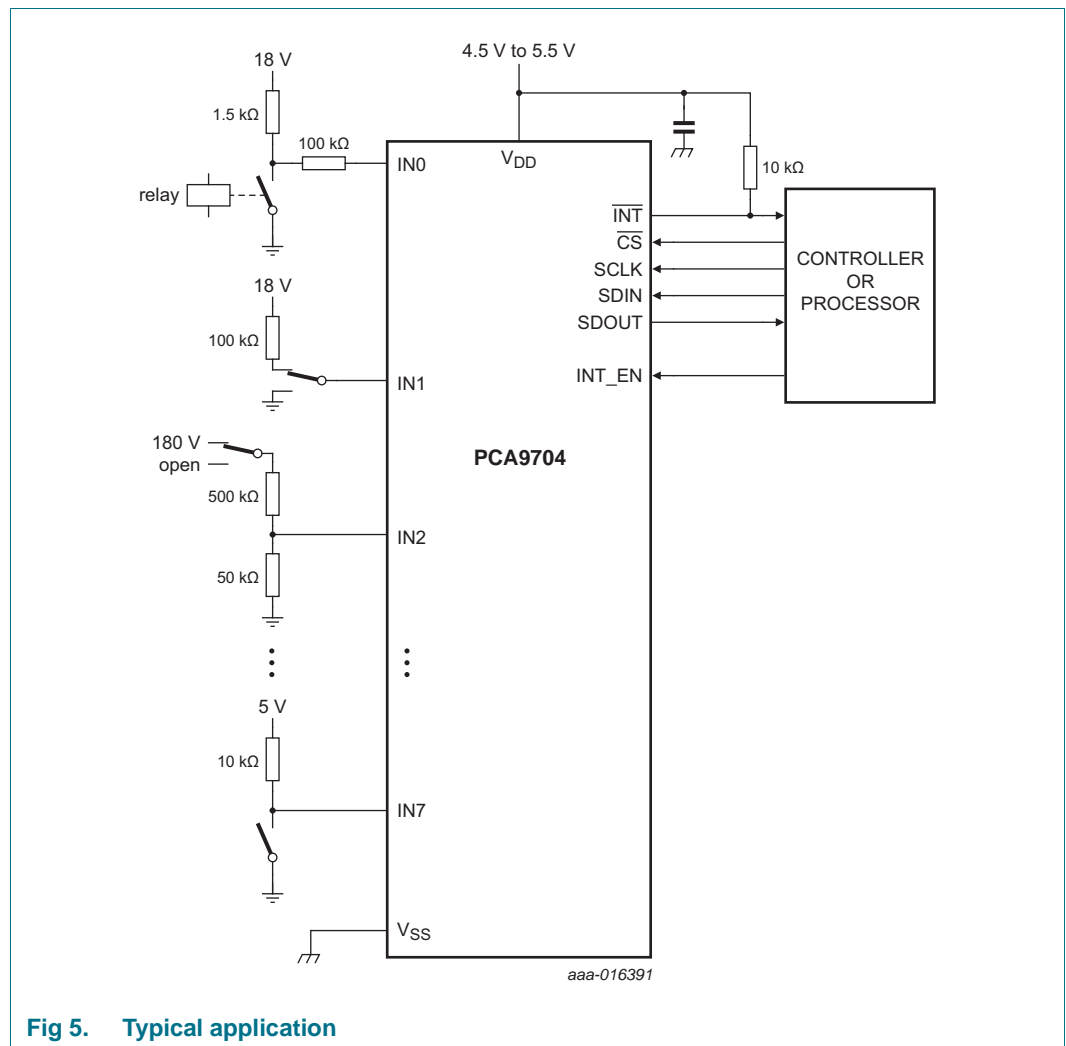 4.5 V to 5.5 V
18 V
1.5 kΩ
100 kΩ
IN0
VDD
10 kΩ
relay
INT
CS
SCLK
SDIN
SDOUT
INT_EN
CONTROLLER
OR
PROCESSOR
18 V
100 kΩ
IN1
180 V
open
500 kΩ
IN2
50 kΩ
PCA9704
5 V
10 kΩ
IN7
VSS
aaa-016391
Fig 5. Typical application